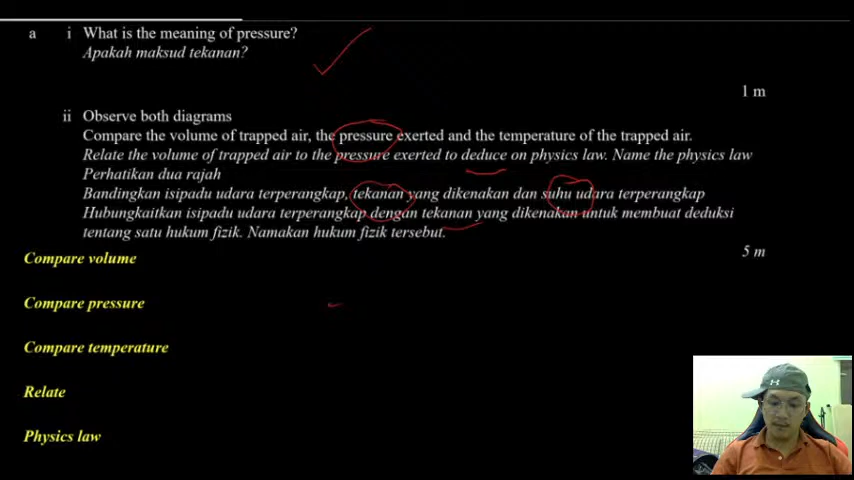 a i What is the meaning of pressure?
Apakah maksud tekanan?
1 m
ii Observe both diagrams
Compare the volume of trapped air, the pressure exerted and the temperature of the trapped air.
Relate the volume of trapped air to the pressure exerted to deduce on physics law. Name the physics law
Perhatikan dua rajah
Bandingkan isipadu udara terperangkap, tekanan yang dikenakan dan suhu udara terperangkap
Hubungkaitkan isipadu udara terperangkap dengan tekanan yang dikenakan untuk membuat deduksi
tentang satu hukum fizik. Namakan hukum fizik tersebut.
5 m
Compare volume
Compare pressure
Compare temperature
Relate
Physics law